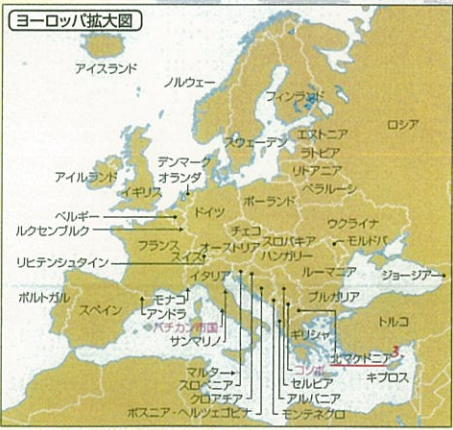 ヨーロッパ拡大図
アイスランド
ノルウェー
フィンランド
ロシア
スウェーデン
エストニア
ラトビア
リトアニア
ベラルーシ
デンマーク
オランダ
アイルランド
イギリス
ドイツ
ポーランド
ベルギー
ルクセンブルク
チェコ
ウクライナ
スロバキア
モルドバ
フランス
オーストリア
ハンガリー
スイス
リヒテンシュタイン
イタリア
ルーマニア
ジョージア
ポルトガル
スペイン
モナコ
アンドラ
バチカン市国
サンマリノ
ブルガリア
トルコ
ギリシャ
北マケドニア
3
コソボ
キプロス
マルター
セルビア
スロベニア
クロアチア
アルバニア
ボスニア・ヘルツェゴビナ
モンテネグロ